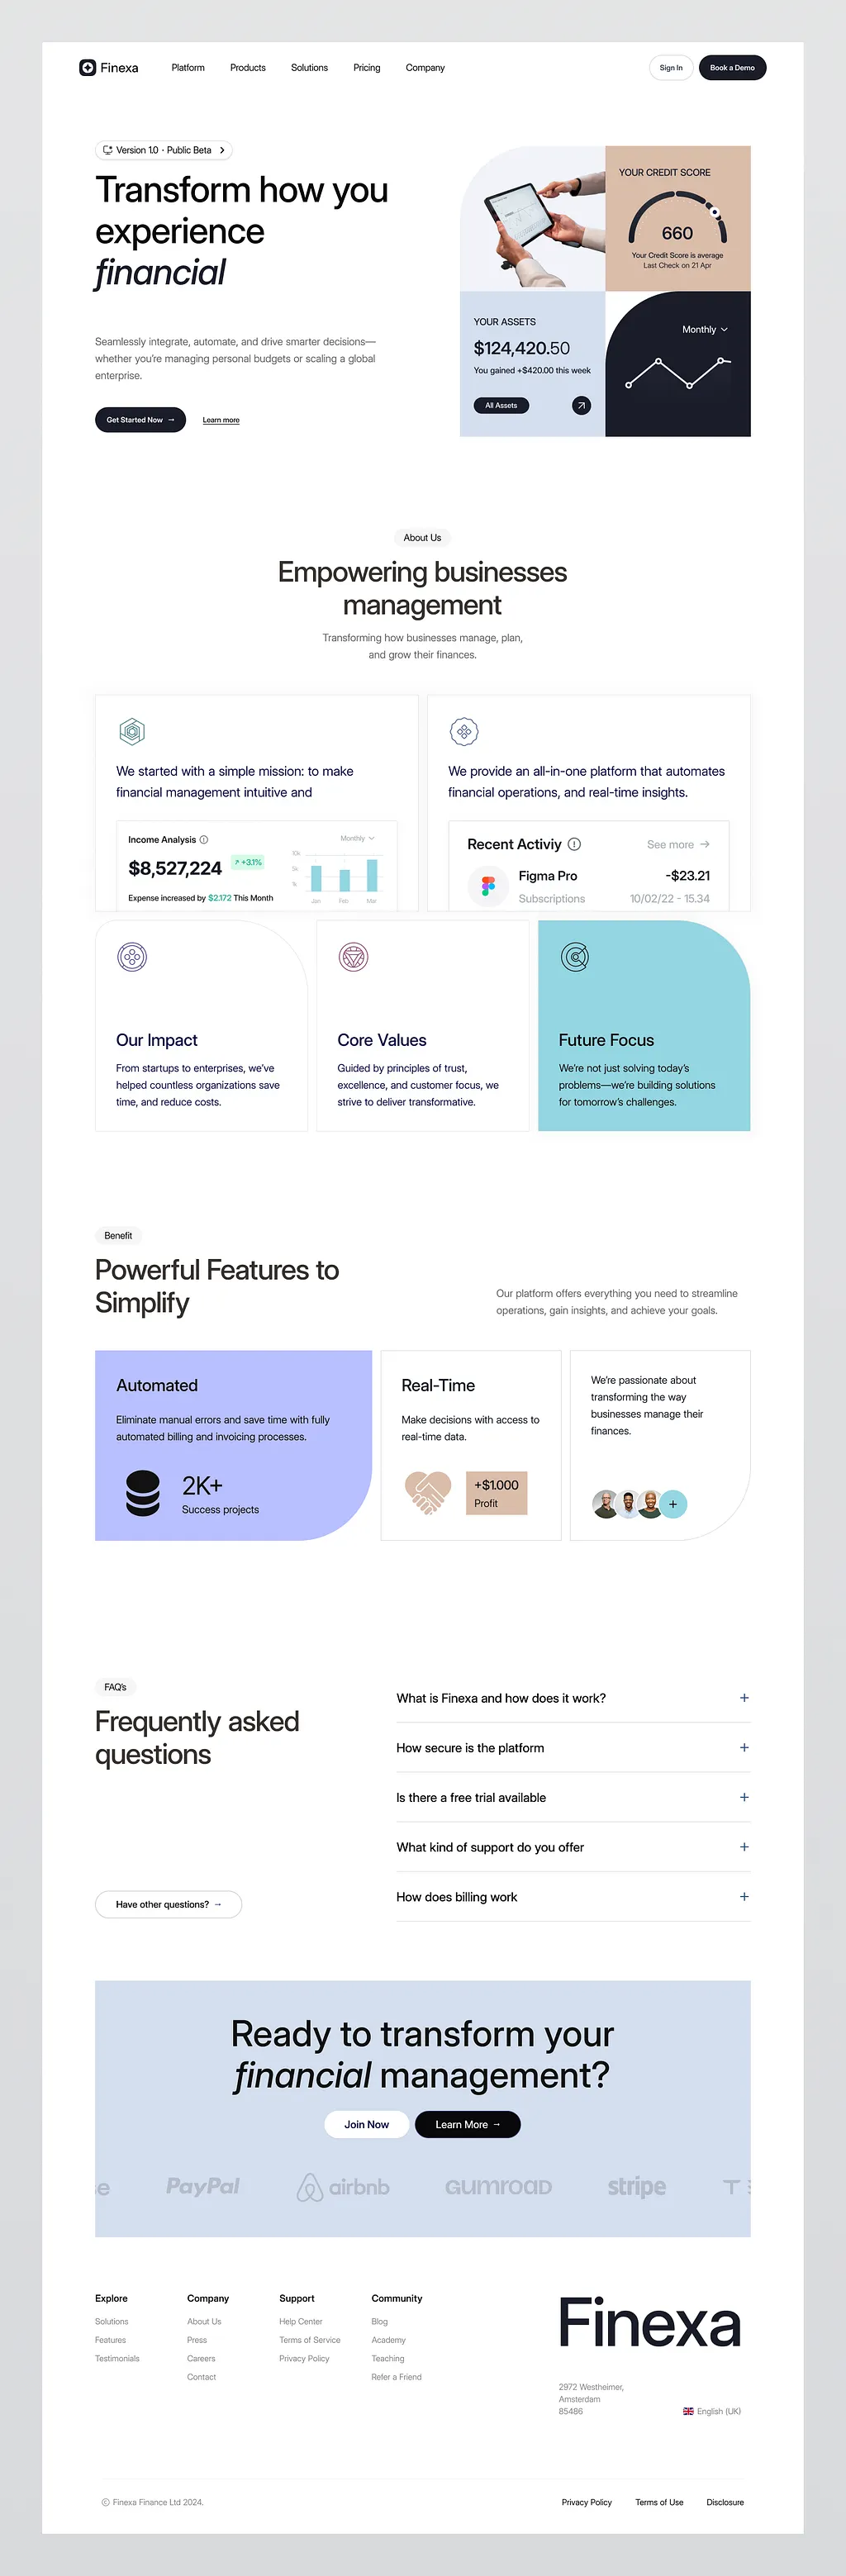 Finexa
Platform
Products
Solutions
Pricing
Company
Sign In
Book a Demo
Version 1.0 · Public Beta
Transform how you
experience
financial
Seamlessly integrate, automate, and drive smarter decisions—
whether you're managing personal budgets or scaling a global
enterprise.
Get Started Now →
Learn more
YOUR CREDIT SCORE
660
Your Credit Score is average
Last Check on 21 Apr
YOUR ASSETS
$124,420.50
You gained +$420.00 this week
All Assets
Monthly
About Us
Empowering businesses
management
Transforming how businesses manage, plan,
and grow their finances.
We started with a simple mission: to make
financial management intuitive and
Income Analysis
$8,527,224
+3.1%
Expense increased by $2.172 This Month
Monthly
10k
5k
1k
Jan
Feb
Mar
We provide an all-in-one platform that automates
financial operations, and real-time insights.
Recent Activiy
See more →
Figma Pro
-$23.21
Subscriptions
10/02/22 - 15.34
Our Impact
From startups to enterprises, we've
helped countless organizations save
time, and reduce costs.
Core Values
Guided by principles of trust,
excellence, and customer focus, we
strive to deliver transformative.
Future Focus
We're not just solving today's
problems—we're building solutions
for tomorrow's challenges.
Benefit
Powerful Features to
Simplify
Our platform offers everything you need to streamline
operations, gain insights, and achieve your goals.
Automated
Eliminate manual errors and save time with fully
automated billing and invoicing processes.
2K+
Success projects
Real-Time
Make decisions with access to
real-time data.
+$1.000
Profit
We're passionate about
transforming the way
businesses manage their
finances.
FAQ's
Frequently asked
questions
Have other questions? →
What is Finexa and how does it work?
How secure is the platform
Is there a free trial available
What kind of support do you offer
How does billing work
Ready to transform your
financial management?
Join Now
Learn More →
se
PayPal
airbnb
GUMROAD
stripe
T
Explore
Solutions
Features
Testimonials
Company
About Us
Press
Careers
Contact
Support
Help Center
Terms of Service
Privacy Policy
Community
Blog
Academy
Teaching
Refer a Friend
Finexa
2972 Westheimer,
Amsterdam
85486
English (UK)
© Finexa Finance Ltd 2024.
Privacy Policy
Terms of Use
Disclosure